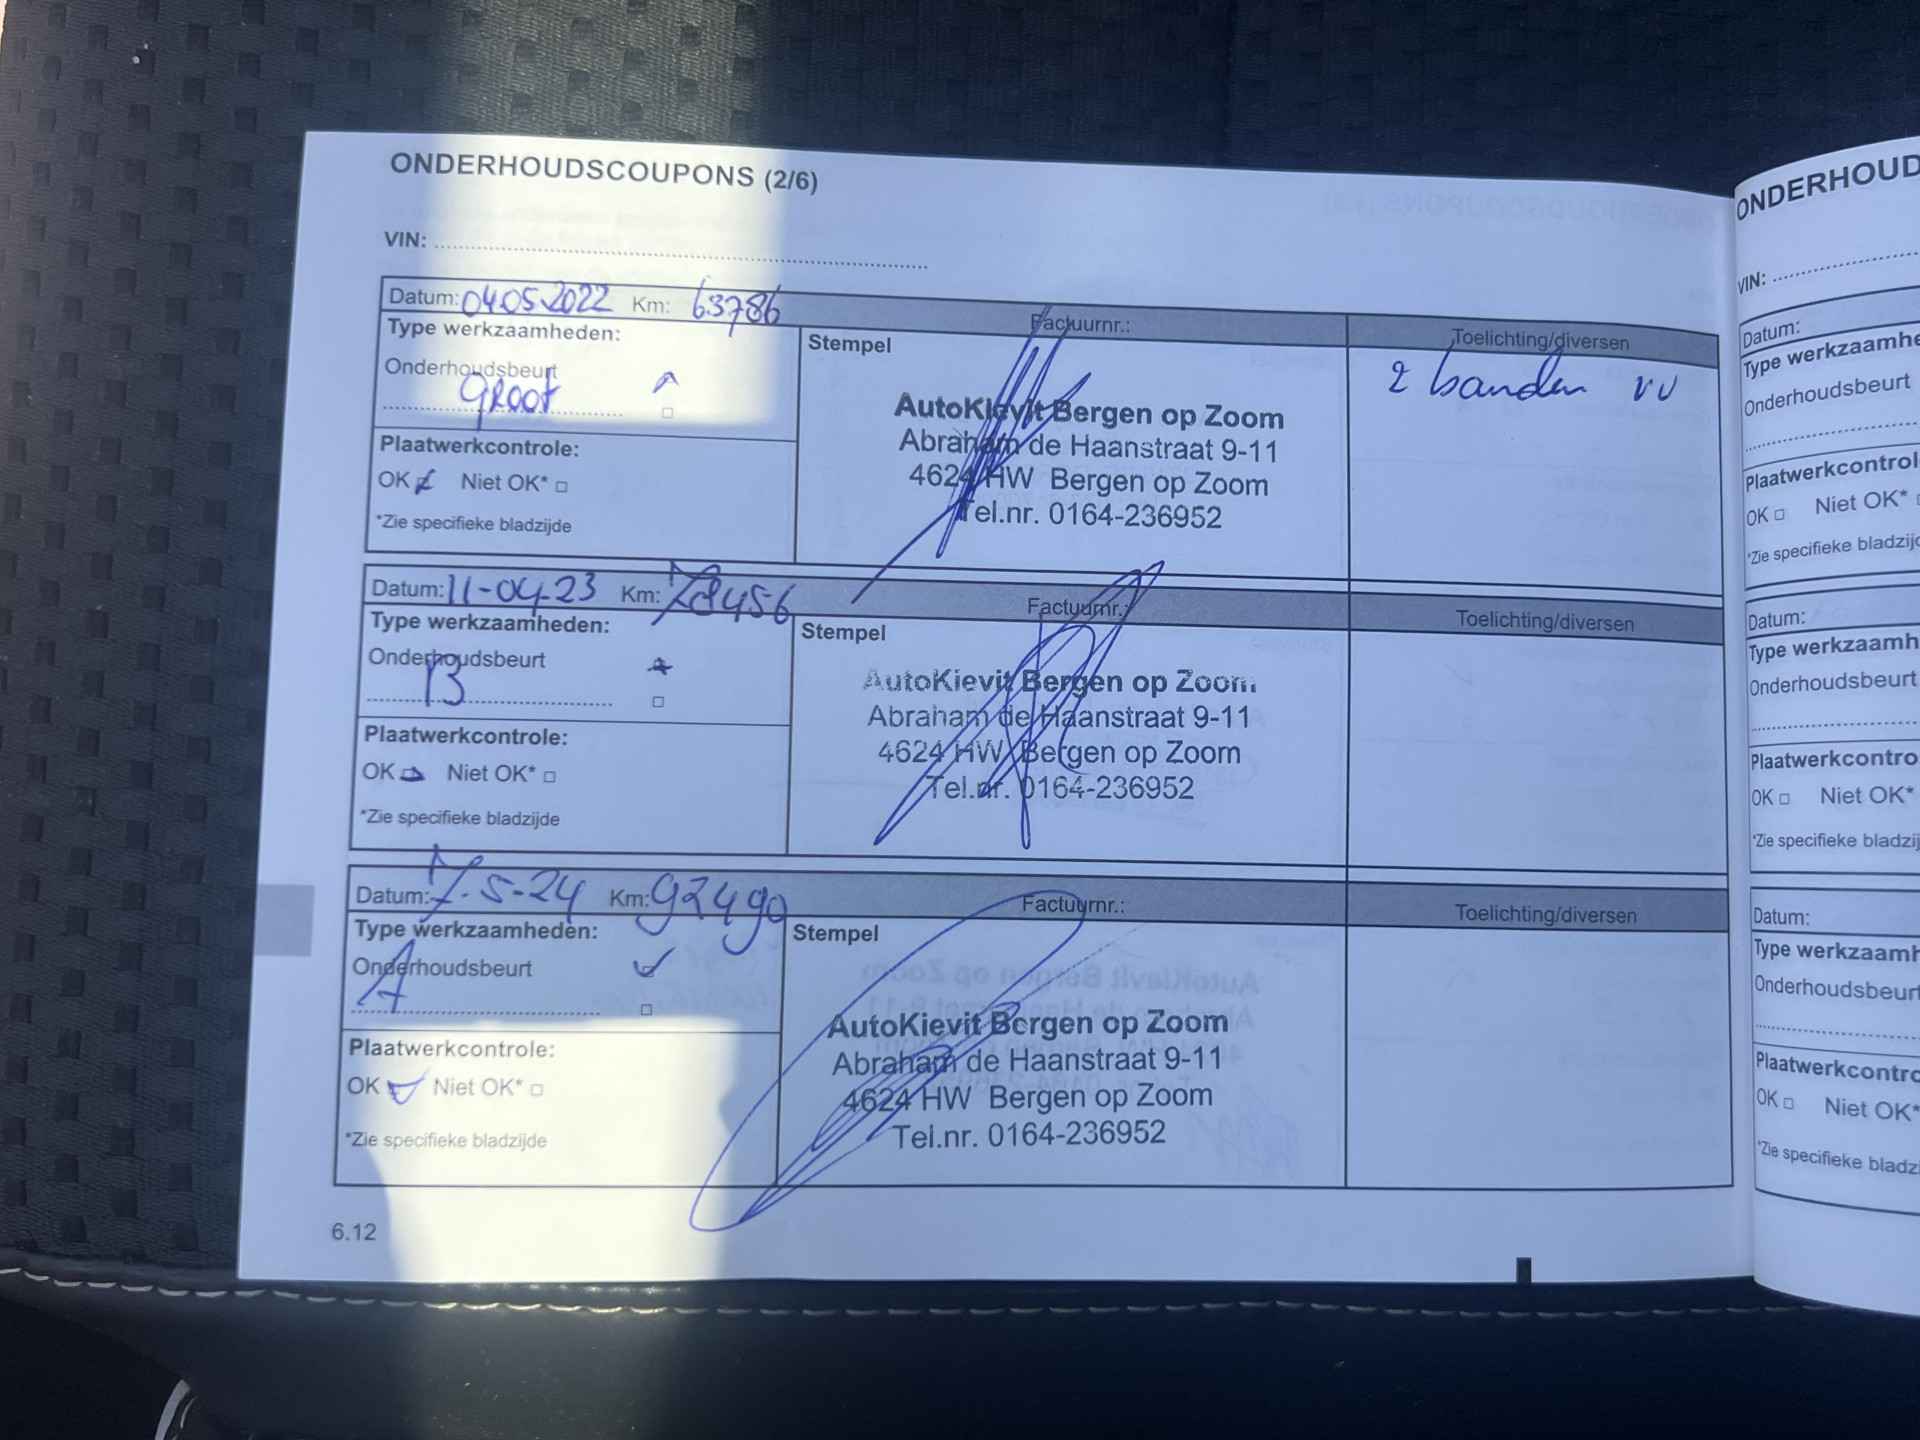 ONDERHOUDSCOUPONS (2/6)
VIN:
Datum: 04.05.2022 Km: 63786 Factuurnr.: Toelichting/diversen
Type werkzaamheden:
Onderhoudsbeurt
groot
Plaatwerkcontrole:
OK Niet OK*
*Zie specifieke bladzijde
Stempel
AutoKievit Bergen op Zoom
Abraham de Haanstraat 9-11
4624 HW Bergen op Zoom
Tel.nr. 0164-236952
2 banden vv
Datum: 11-04-23 Km: 78456 Factuurnr.: Toelichting/diversen
Type werkzaamheden:
Onderhoudsbeurt
B
Plaatwerkcontrole:
OK Niet OK*
*Zie specifieke bladzijde
Stempel
AutoKievit Bergen op Zoom
Abraham de Haanstraat 9-11
4624 HW Bergen op Zoom
Tel.nr. 0164-236952
Datum: 7-5-24 Km: 92490 Factuurnr.: Toelichting/diversen
Type werkzaamheden:
Onderhoudsbeurt
A
Plaatwerkcontrole:
OK Niet OK*
*Zie specifieke bladzijde
Stempel
AutoKievit Bergen op Zoom
Abraham de Haanstraat 9-11
4624 HW Bergen op Zoom
Tel.nr. 0164-236952
6.12
ONDERHOUD
VIN:
Datum:
Type werkzaamhe
Onderhoudsbeurt
Plaatwerkcontrol
OK Niet OK*
*Zie specifieke bladzijd
Datum:
Type werkzaamh
Onderhoudsbeurt
Plaatwerkcontro
OK Niet OK*
*Zie specifieke bladzij
Datum:
Type werkzaamh
Onderhoudsbeurt
Plaatwerkcontro
OK Niet OK*
*Zie specifieke bladz